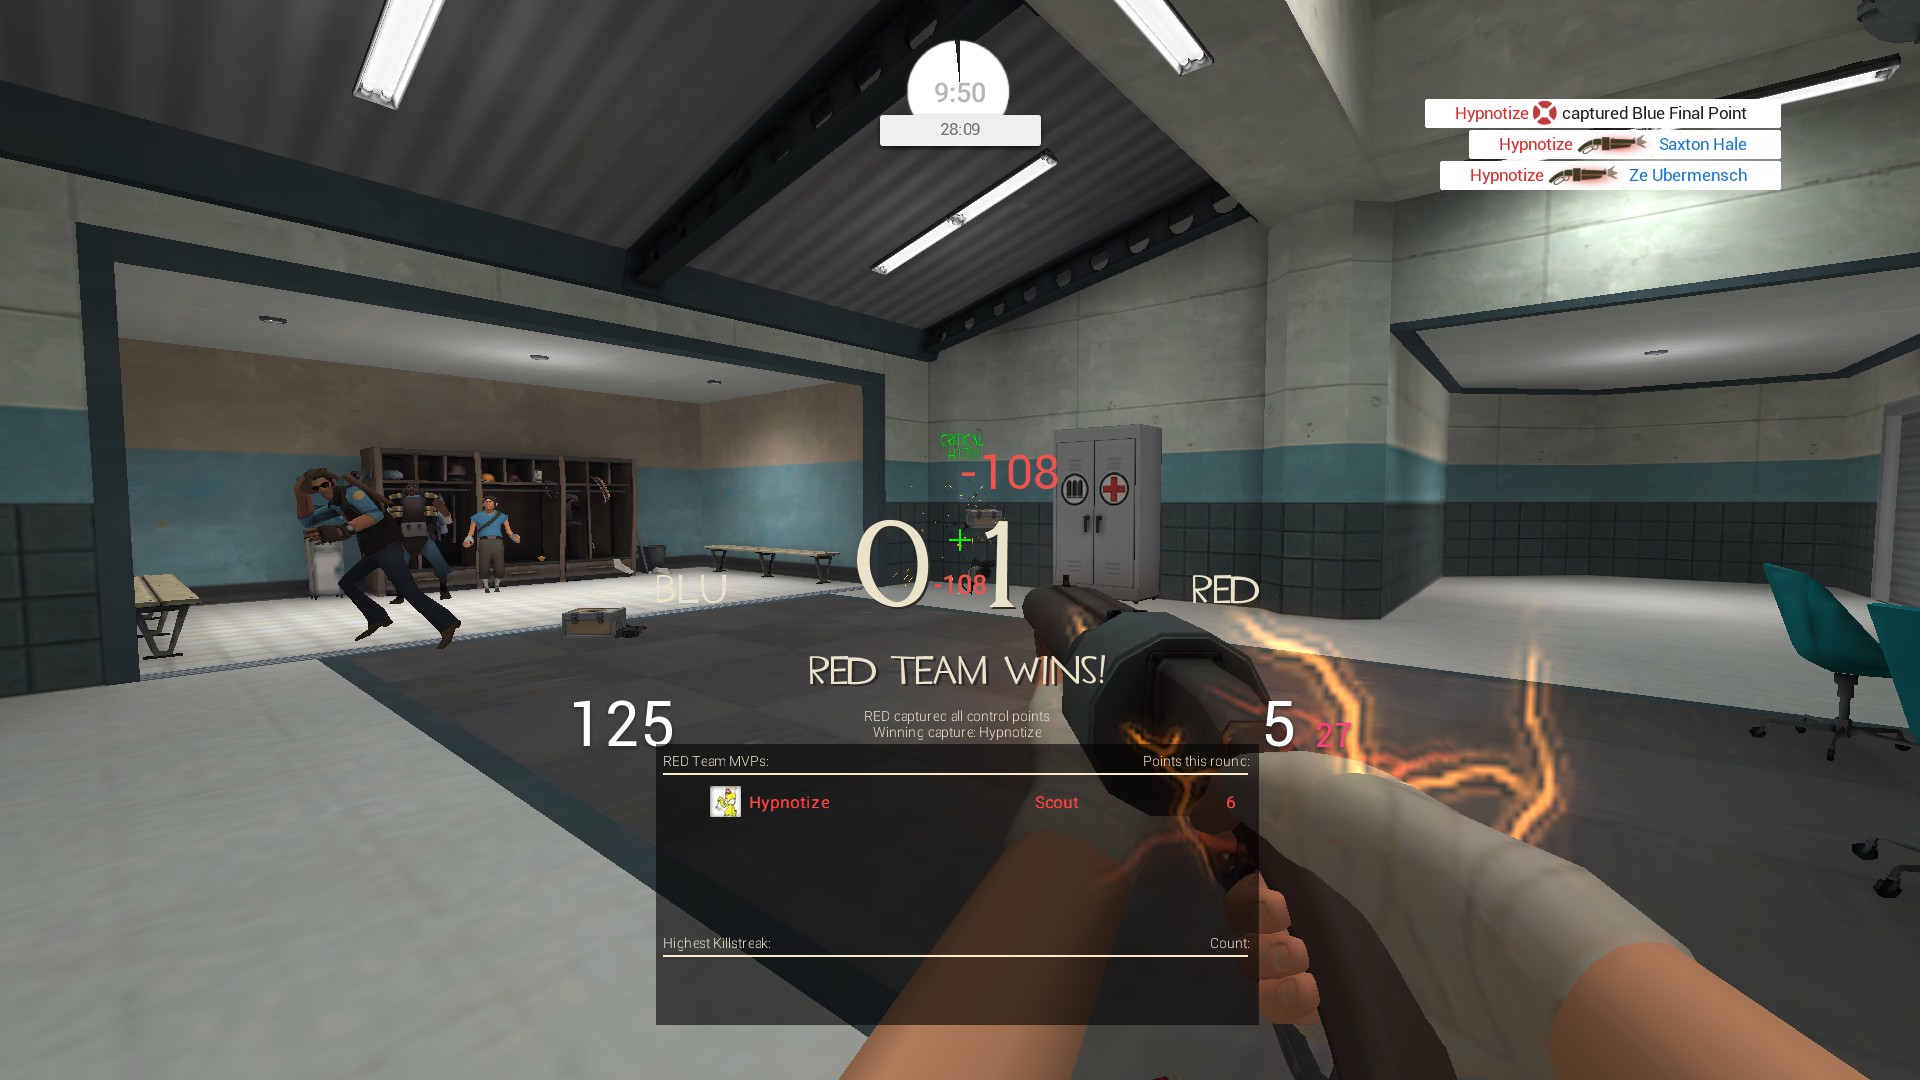 9:50
28:09
Hypnotize captured Blue Final Point
Hypnotize Saxton Hale
Hypnotize Ze Ubermensch
CRITICAL
HIT!!!
-108
-108
BLU 0 1 RED
RED TEAM WINS!
125
5 27
RED captured all control points
Winning capture: Hypnotize
RED Team MVPs: Points this round:
Hypnotize Scout 6
Highest Killstreak: Count: